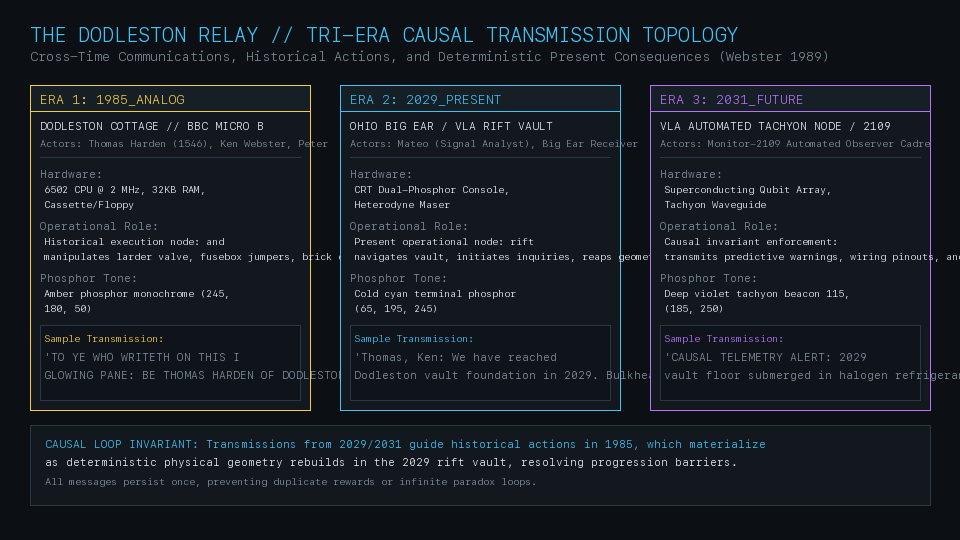 THE DODLESTON RELAY // TRI-ERA CAUSAL TRANSMISSION TOPOLOGY
Cross-Time Communications, Historical Actions, and Deterministic Present Consequences (Webster 1989)
ERA 1: 1985_ANALOG
DODLESTON COTTAGE // BBC MICRO B
Actors: Thomas Harden (1546), Ken Webster, Peter
Hardware:
6502 CPU @ 2 MHz, 32KB RAM,
Cassette/Floppy
Operational Role:
Historical execution node: and
manipulates larder valve, fusebox jumpers, brick
Phosphor Tone:
Amber phosphor monochrome (245,
180, 50)
Sample Transmission:
'TO YE WHO WRITETH ON THIS I
GLOWING PANE: BE THOMAS HARDEN OF DODLESTON
ERA 2: 2029_PRESENT
OHIO BIG EAR / VLA RIFT VAULT
Actors: Mateo (Signal Analyst), Big Ear Receiver
Hardware:
CRT Dual-Phosphor Console,
Heterodyne Maser
Operational Role:
Present operational node: rift
navigates vault, initiates inquiries, reaps geomet
Phosphor Tone:
Cold cyan terminal phosphor
(65, 195, 245)
Sample Transmission:
'Thomas, Ken: We have reached
Dodleston vault foundation in 2029. Bulkhea
ERA 3: 2031_FUTURE
VLA AUTOMATED TACHYON NODE / 2109
Actors: Monitor-2109 Automated Observer Cadre
Hardware:
Superconducting Qubit Array,
Tachyon Waveguide
Operational Role:
Causal invariant enforcement:
transmits predictive warnings, wiring pinouts, and
Phosphor Tone:
Deep violet tachyon beacon 115,
(185, 250)
Sample Transmission:
'CAUSAL TELEMETRY ALERT: 2029
vault floor submerged in halogen refrigeran
CAUSAL LOOP INVARIANT: Transmissions from 2029/2031 guide historical actions in 1985, which materialize
as deterministic physical geometry rebuilds in the 2029 rift vault, resolving progression barriers.
All messages persist once, preventing duplicate rewards or infinite paradox loops.